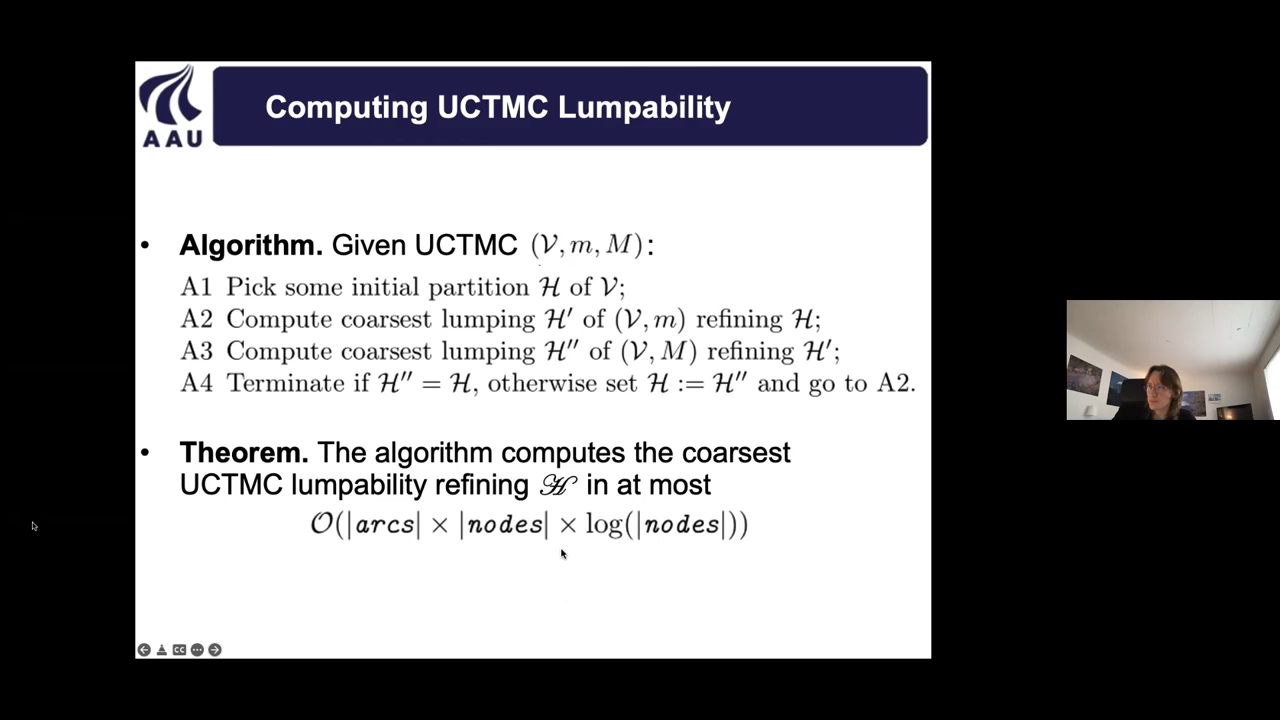 AAU
Computing UCTMC Lumpability
• Algorithm. Given UCTMC (𝒱, m, M):
A1 Pick some initial partition ℋ of 𝒱;
A2 Compute coarsest lumping ℋ′ of (𝒱, m) refining ℋ;
A3 Compute coarsest lumping ℋ″ of (𝒱, M) refining ℋ′;
A4 Terminate if ℋ″ = ℋ, otherwise set ℋ := ℋ″ and go to A2.
• Theorem. The algorithm computes the coarsest
UCTMC lumpability refining ℋ in at most
𝒪(|arcs| × |nodes| × log(|nodes|))
CC